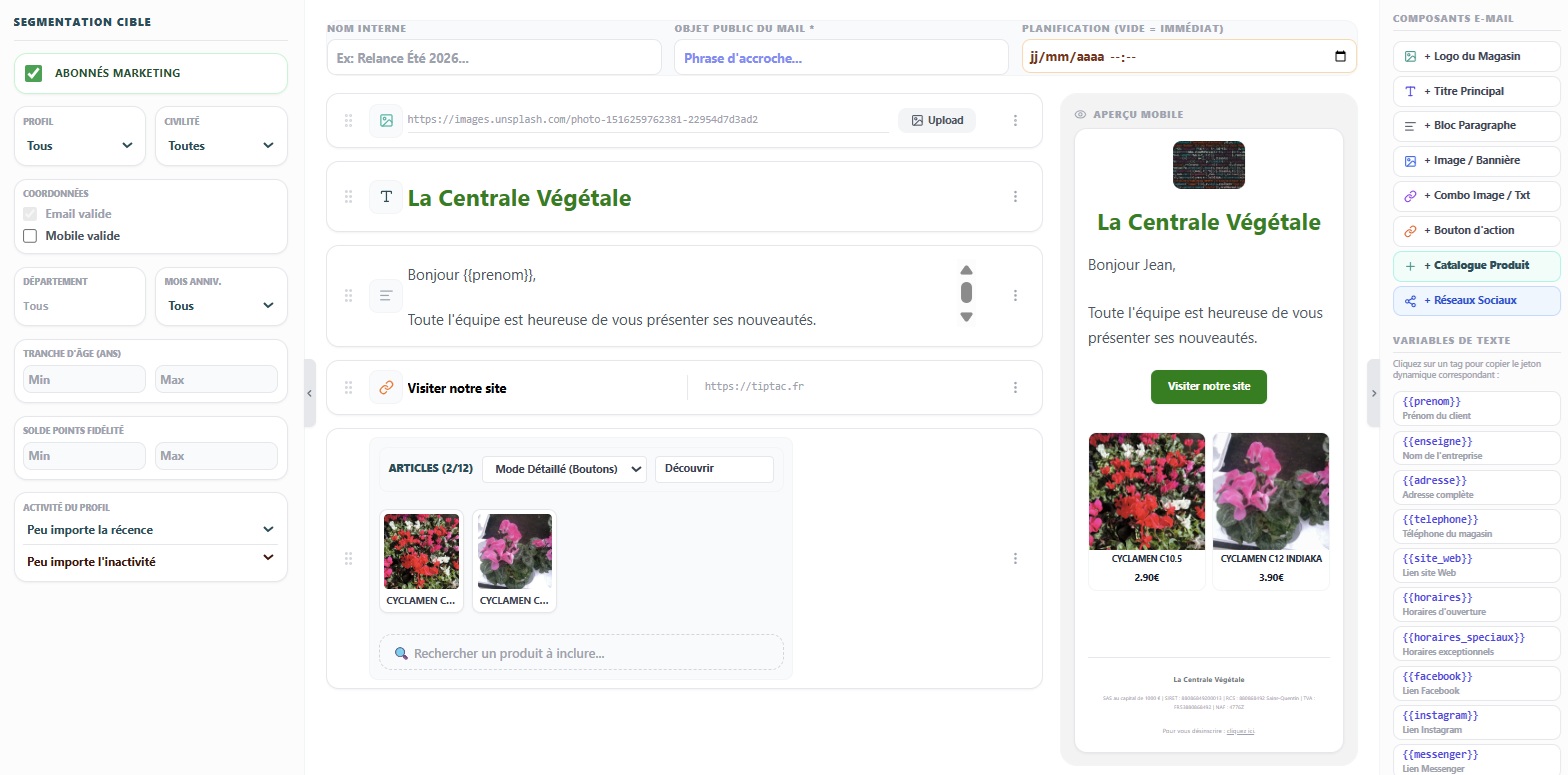 SEGMENTATION CIBLE
ABONNÉS MARKETING
PROFIL
Tous
CIVILITÉ
Toutes
COORDONNÉES
Email valide
Mobile valide
DÉPARTEMENT
Tous
MOIS ANNIV.
Tous
TRANCHE D'ÂGE (ANS)
Min
Max
SOLDE POINTS FIDÉLITÉ
Min
Max
ACTIVITÉ DU PROFIL
Peu importe la récence
Peu importe l'inactivité
NOM INTERNE
Ex: Relance Été 2026...
OBJET PUBLIC DU MAIL *
Phrase d'accroche...
PLANIFICATION (VIDE = IMMÉDIAT)
jj/mm/aaaa --:--
https://images.unsplash.com/photo-1516259762381-22954d7d3ad2
Upload
La Centrale Végétale
Bonjour {{prenom}},
Toute l'équipe est heureuse de vous présenter ses nouveautés.
Visiter notre site
https://tiptac.fr
ARTICLES (2/12)
Mode Détaillé (Boutons)
Découvrir
CYCLAMEN C...
CYCLAMEN C...
Rechercher un produit à inclure...
APERÇU MOBILE
La Centrale Végétale
Bonjour Jean,
Toute l'équipe est heureuse de vous
présenter ses nouveautés.
Visiter notre site
CYCLAMEN C10.5
2.90€
CYCLAMEN C12 INDIAKA
3.90€
La Centrale Végétale
Pour vous désinscrire : cliquez ici.
COMPOSANTS E-MAIL
+ Logo du Magasin
+ Titre Principal
+ Bloc Paragraphe
+ Image / Bannière
+ Combo Image / Txt
+ Bouton d'action
+ Catalogue Produit
+ Réseaux Sociaux
VARIABLES DE TEXTE
Cliquez sur un tag pour copier le jeton
dynamique correspondant :
{{prenom}}
Prénom du client
{{enseigne}}
Nom de l'entreprise
{{adresse}}
Adresse complète
{{telephone}}
Téléphone du magasin
{{site_web}}
Lien site Web
{{horaires}}
Horaires d'ouverture
{{horaires_speciaux}}
Horaires exceptionnels
{{facebook}}
Lien Facebook
{{instagram}}
Lien Instagram
{{messenger}}
Lien Messenger